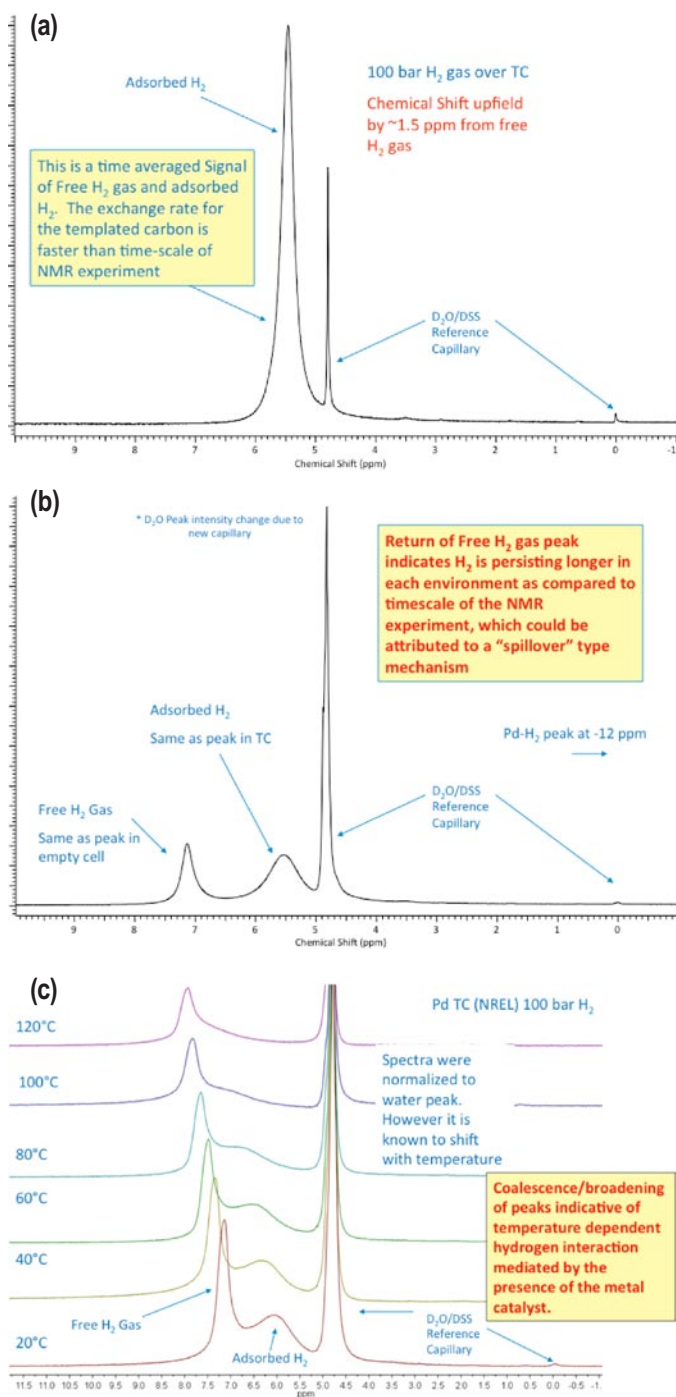 (a)
100 bar H₂ gas over TC
Adsorbed H₂
Chemical Shift upfield
by ~1.5 ppm from free
H₂ gas
This is a time averaged Signal
of Free H₂ gas and adsorbed
H₂. The exchange rate for
the templated carbon is
faster than time-scale of
NMR experiment
D₂O/DSS
Reference
Capillary
9 8 7 6 5 4 3 2 1 0 -1
Chemical Shift (ppm)
(b)
* D₂O Peak intensity change due to
new capillary
Return of Free H₂ gas peak
indicates H₂ is persisting longer in
each environment as compared to
timescale of the NMR
experiment, which could be
attributed to a “spillover” type
mechanism
Adsorbed H₂
Same as peak in TC
Pd-H₂ peak at -12 ppm
Free H₂ Gas
Same as peak in
empty cell
D₂O/DSS
Reference
Capillary
9 8 7 6 5 4 3 2 1 0
Chemical Shift (ppm)
(c)
Pd TC (NREL) 100 bar H₂
120°C
Spectra were
normalized to
water peak.
However it is
known to shift
with temperature
100°C
80°C
60°C
40°C
20°C
Coalescence/broadening
of peaks indicative of
temperature dependent
hydrogen interaction
mediated by the
presence of the metal
catalyst.
Free H₂ Gas
Adsorbed H₂
D₂O/DSS
Reference
Capillary
11.5 11.0 10.5 10.0 9.5 9.0 8.5 8.0 7.5 7.0 6.5 6.0 5.5 5.0 4.5 4.0 3.5 3.0 2.5 2.0 1.5 1.0 0.5 0.0 -0.5 -1
ppm